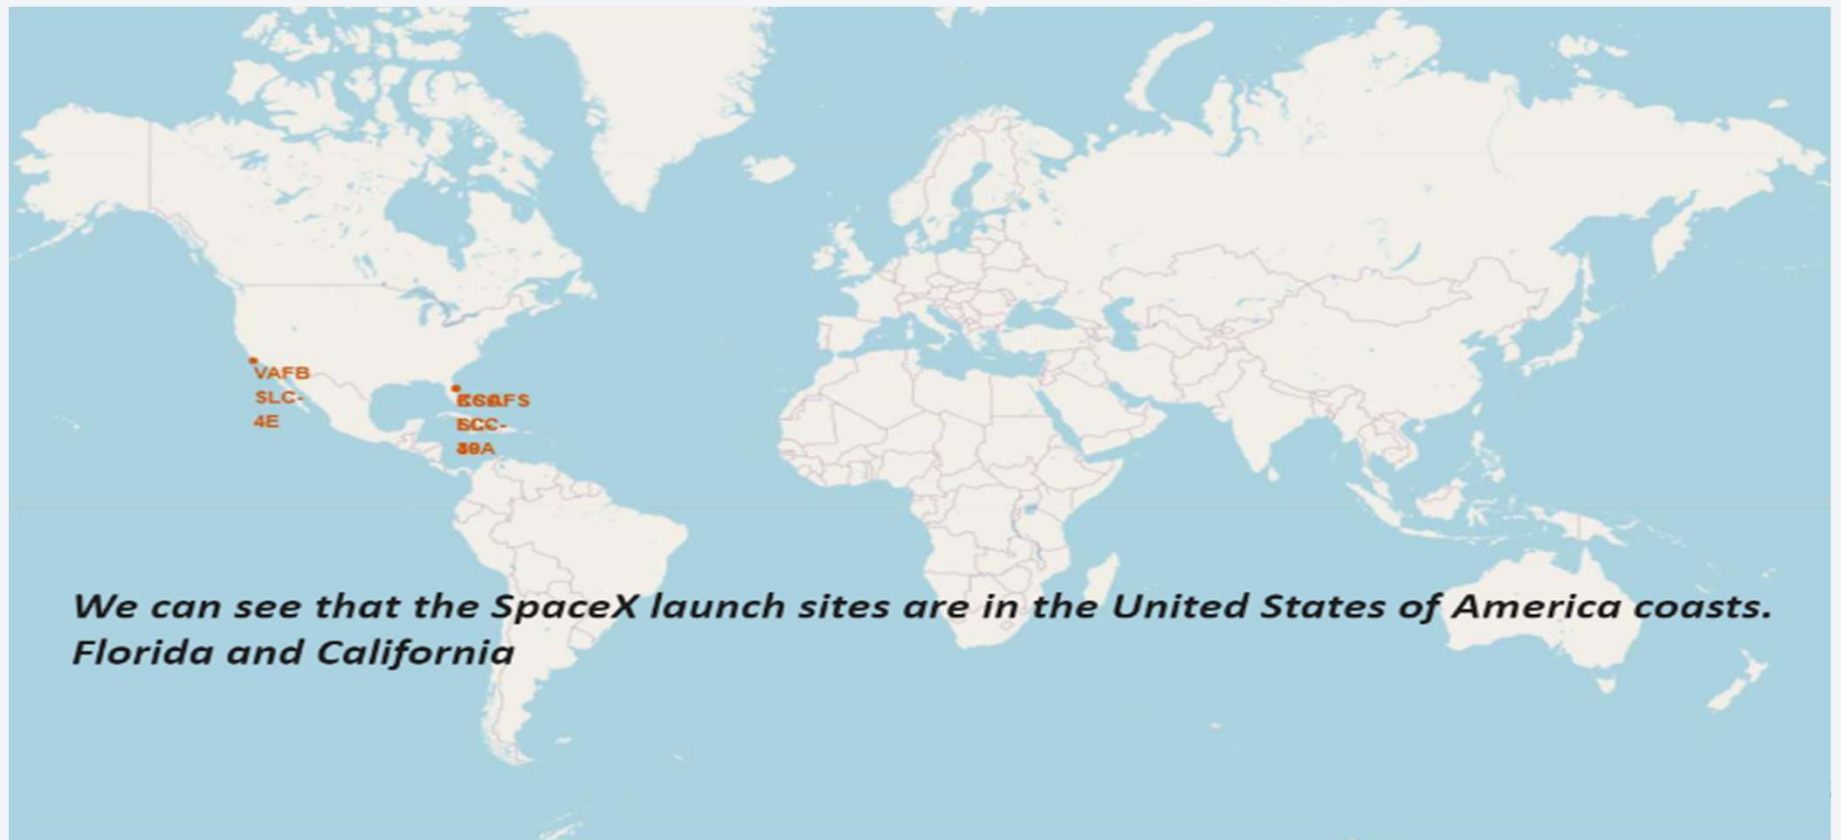 VAFB
SLC-
4E
We can see that the SpaceX launch sites are in the United States of America coasts.
Florida and California